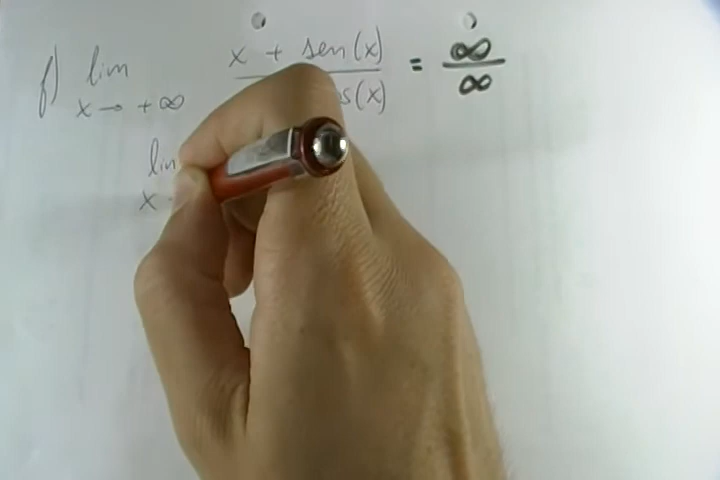 f) lim x + sen(x) = ∞
x → +∞ s(x) ∞
lim
x